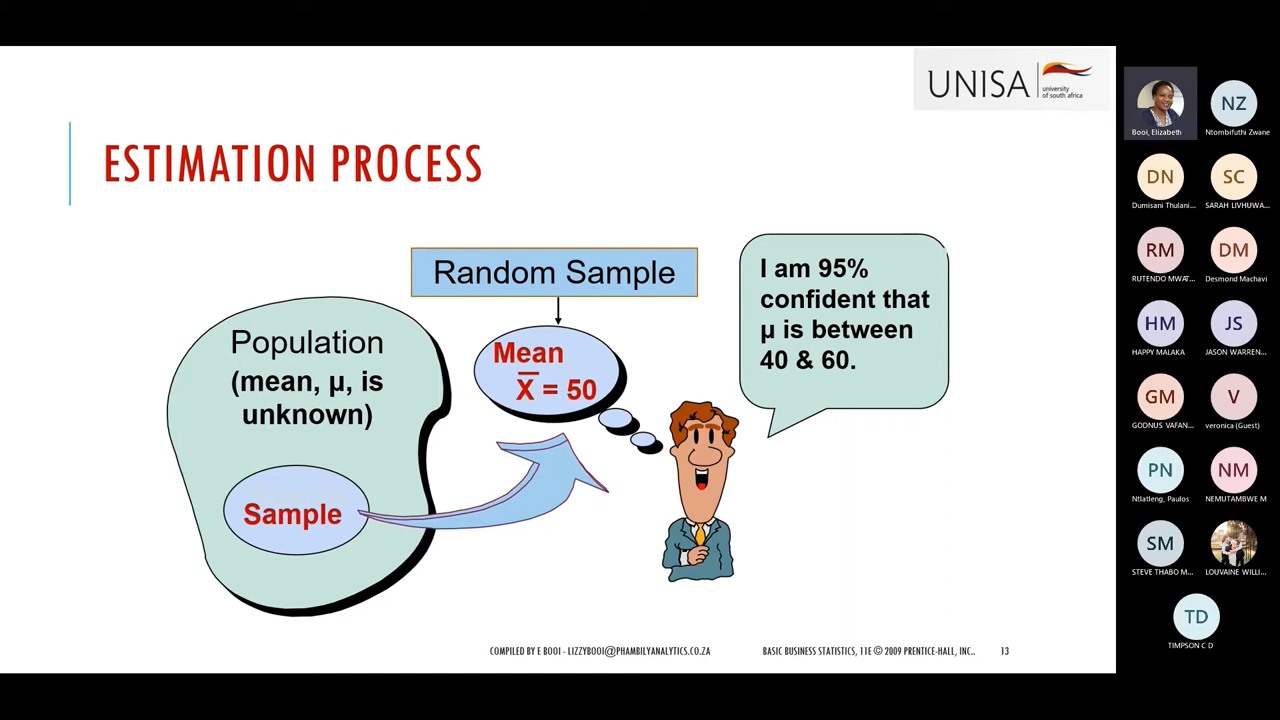 UNISA
university
of south africa
ESTIMATION PROCESS
Random Sample
I am 95%
confident that
μ is between
40 & 60.
Population
(mean, μ, is
unknown)
Mean
X̅ = 50
Sample
COMPILED BY E BOOI - LIZZYBOOI@PHAMBILYANALYTICS.CO.ZA
BASIC BUSINESS STATISTICS, 11E © 2009 PRENTICE-HALL, INC..
13
Booi, Elizabeth
NZ
Ntombifuthi Zwane
DN
Dumisani Thulani...
SC
SARAH LIVHUWA...
RM
RUTENDO MWAT...
DM
Desmond Machavi
HM
HAPPY MALAKA
JS
JASON WARREN...
GM
GODNUS VAFAN...
V
veronica (Guest)
PN
Ntlatleng, Paulos
NM
NEMUTAMBWE M
SM
STEVE THABO M...
LOUVAINE WILLI...
TD
TIMPSON C D